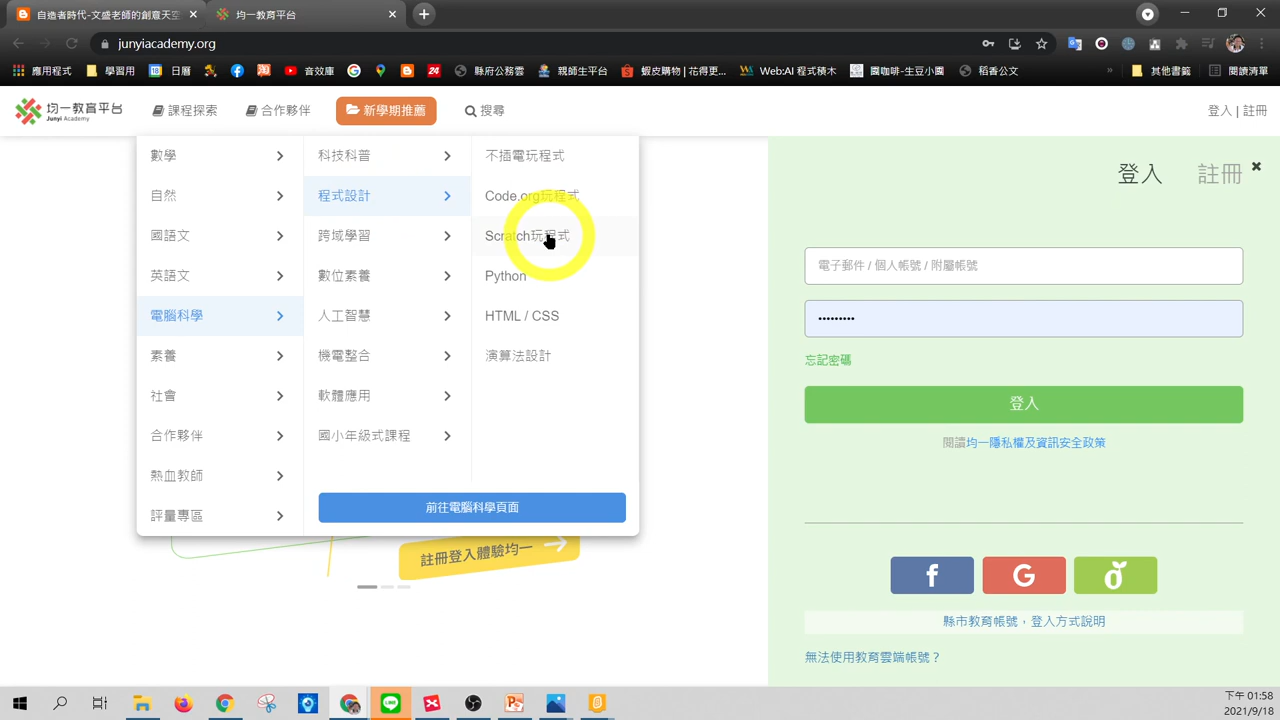 自造者時代-文盛老師的創意天空
均一教育平台
junyiacademy.org
應用程式
學習用
日曆
音效庫
縣府公雲
親師生平台
蝦皮購物 | 花得更...
Web:AI 程式積木
國咖啡-生豆小園
稻香公文
»
其他書籤
閱讀清單
均一教育平台
Junyi Academy
課程探索
合作夥伴
新學期推薦
搜尋
登入 | 註冊
數學
自然
國語文
英語文
電腦科學
素養
社會
合作夥伴
熱血教師
評量專區
科技科普
程式設計
跨域學習
數位素養
人工智慧
機電整合
軟體應用
國小年級式課程
不插電玩程式
Code.org玩程式
Scratch玩程式
Python
HTML / CSS
演算法設計
前往電腦科學頁面
註冊登入體驗均一
登入
註冊
電子郵件 / 個人帳號 / 附屬帳號
•••••••••
忘記密碼
登入
閱讀均一隱私權及資訊安全政策
縣市教育帳號，登入方式說明
無法使用教育雲端帳號？
下午 01:58
2021/9/18